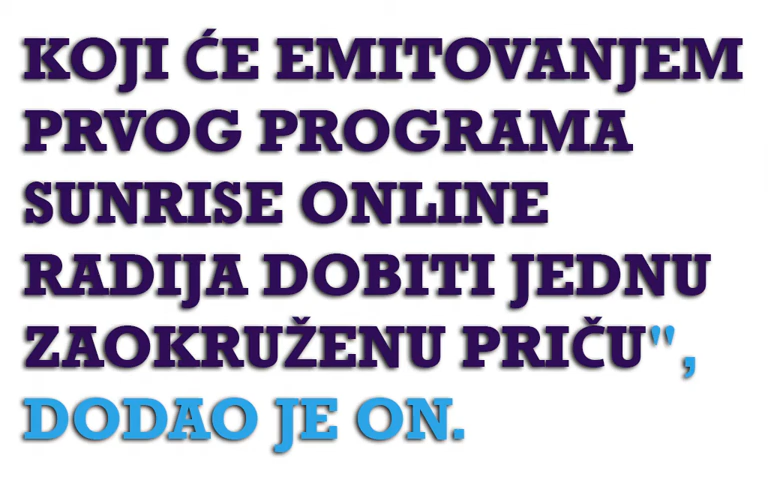 KOJI ĆE EMITOVANJEM
PRVOG PROGRAMA
SUNRISE ONLINE
RADIJA DOBITI JEDNU
ZAOKRUŽENU PRIČU",
DODAO JE ON.